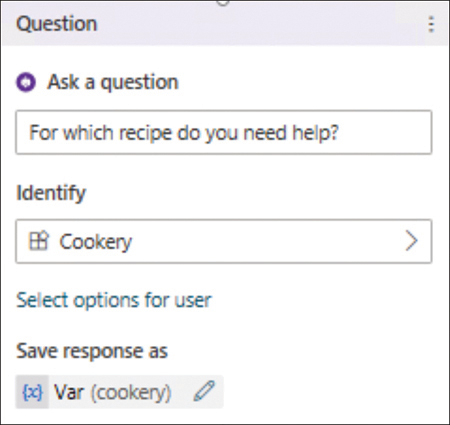 Question
Ask a question
For which recipe do you need help?
Identify
Cookery
Select options for user
Save response as
{x} Var (cookery)